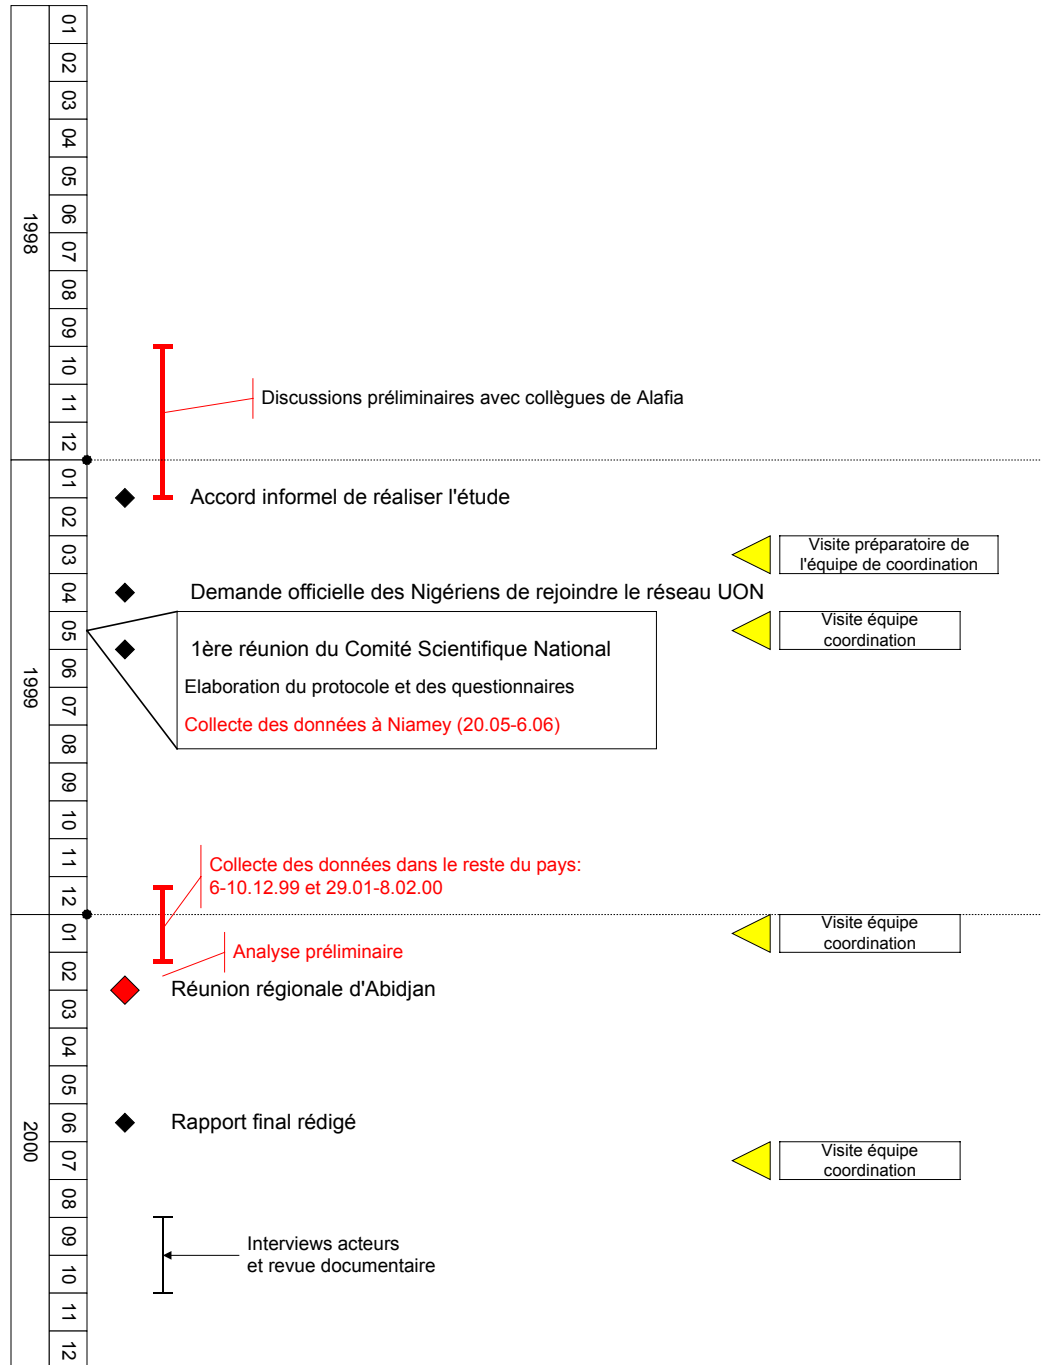 1998
01
02
03
04
05
06
07
08
09
10
11
12
Discussions préliminaires avec collègues de Alafia
1999
01
02
03
04
05
06
07
08
09
10
11
12
Accord informel de réaliser l'étude
Visite préparatoire de
l'équipe de coordination
Demande officielle des Nigériens de rejoindre le réseau UON
Visite équipe
coordination
1ère réunion du Comité Scientifique National
Elaboration du protocole et des questionnaires
Collecte des données à Niamey (20.05-6.06)
Collecte des données dans le reste du pays:
6-10.12.99 et 29.01-8.02.00
2000
01
02
03
04
05
06
07
08
09
10
11
12
Visite équipe
coordination
Analyse préliminaire
Réunion régionale d'Abidjan
Rapport final rédigé
Visite équipe
coordination
Interviews acteurs
et revue documentaire